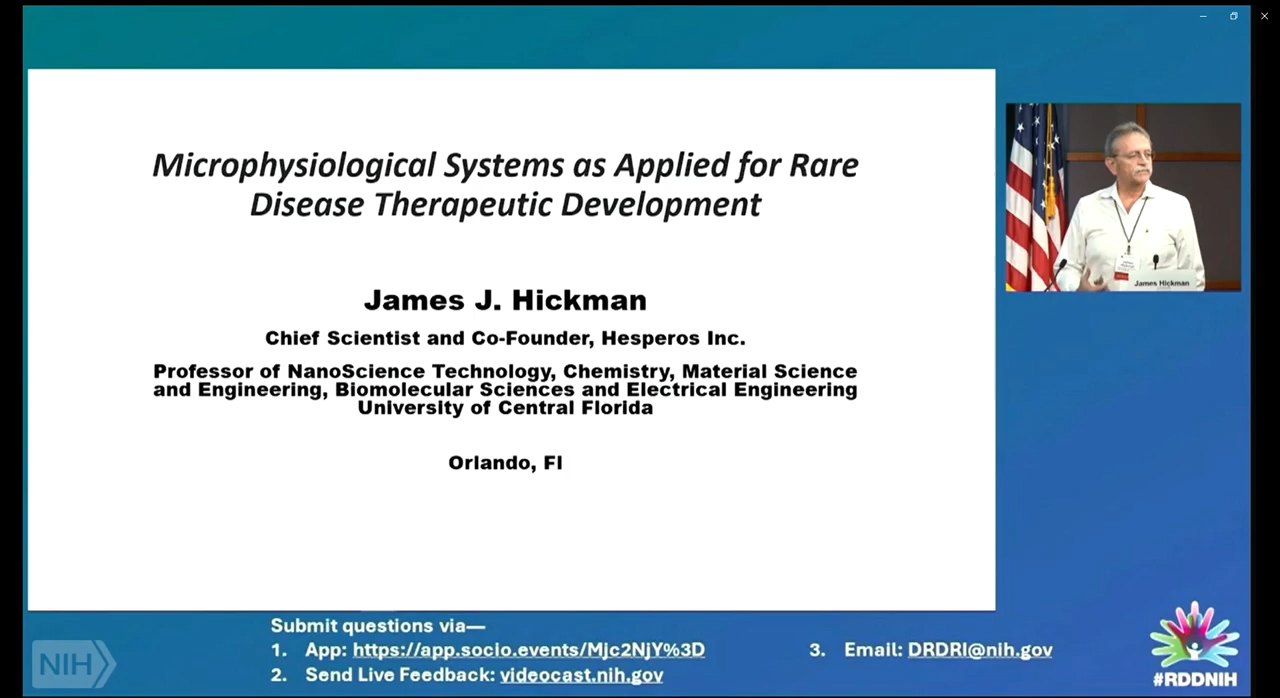 Microphysiological Systems as Applied for Rare
Disease Therapeutic Development
James J. Hickman
Chief Scientist and Co-Founder, Hesperos Inc.
Professor of NanoScience Technology, Chemistry, Material Science
and Engineering, Biomolecular Sciences and Electrical Engineering
University of Central Florida
Orlando, Fl
James Hickman
Submit questions via—
1. App: https://app.socio.events/Mjc2NjY%3D
2. Send Live Feedback: videocast.nih.gov
3. Email: DRDRI@nih.gov
NIH
#RDDNIH